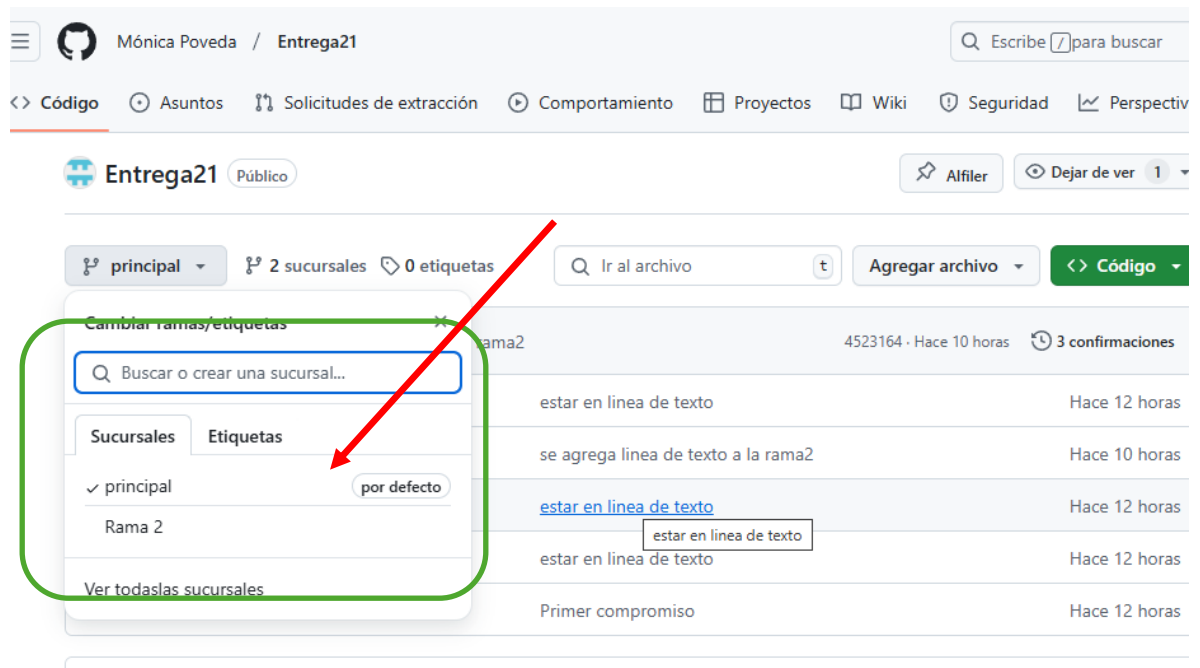 Mónica Poveda / Entrega21
Escribe / para buscar
Código Asuntos Solicitudes de extracción Comportamiento Proyectos Wiki Seguridad Perspectiv
Entrega21 Público
Alfiler Dejar de ver 1
principal 2 sucursales 0 etiquetas Ir al archivo t Agregar archivo Código
Cambiar ramas/etiquetas
rama2 4523164 · Hace 10 horas 3 confirmaciones
Buscar o crear una sucursal...
estar en linea de texto Hace 12 horas
Sucursales Etiquetas
se agrega linea de texto a la rama2 Hace 10 horas
principal por defecto
estar en linea de texto Hace 12 horas
Rama 2
estar en linea de texto
estar en linea de texto Hace 12 horas
Ver todaslas sucursales
Primer compromiso Hace 12 horas